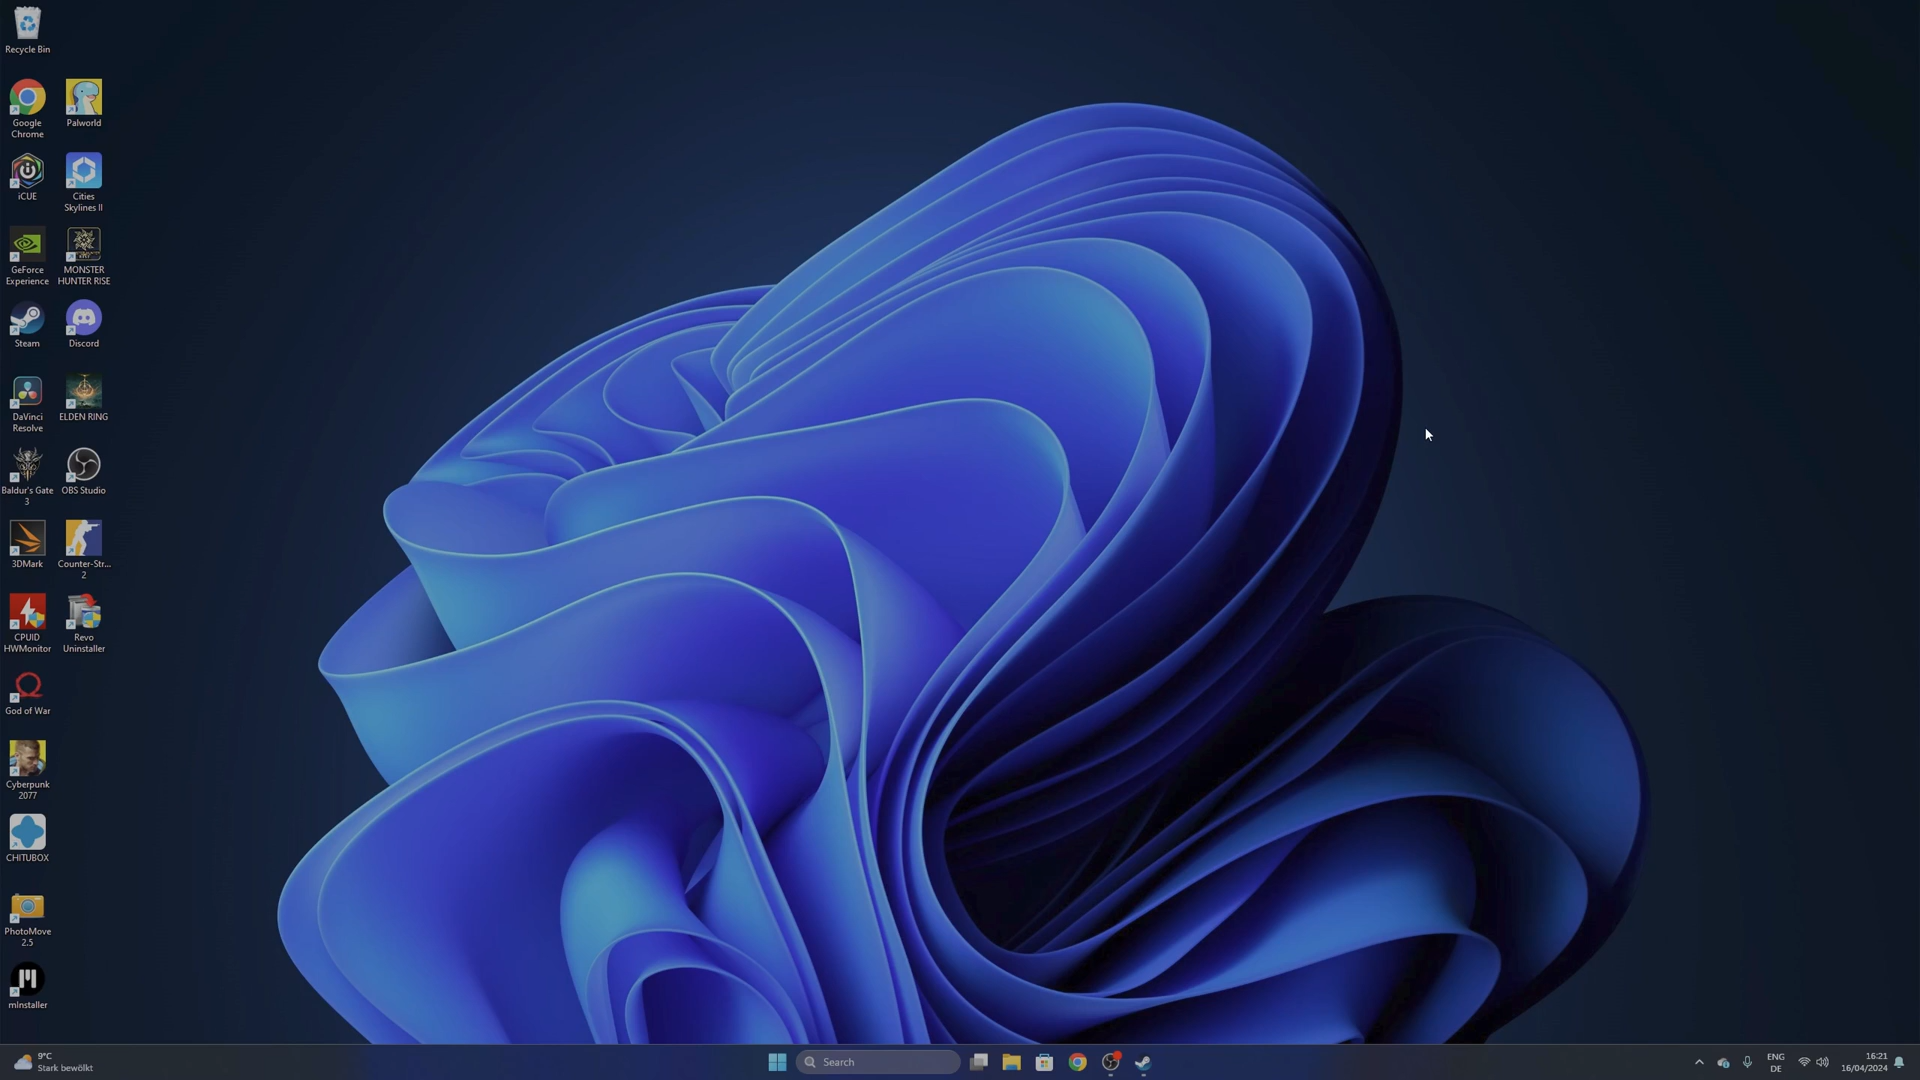 Recycle Bin
Google
Chrome
Palworld
iCUE
Cities
Skylines II
GeForce
Experience
MONSTER
HUNTER RISE
Steam
Discord
DaVinci
Resolve
ELDEN RING
Baldur's Gate
3
OBS Studio
3DMark
Counter-Str...
2
CPUID
HWMonitor
Revo
Uninstaller
God of War
Cyberpunk
2077
CHITUBOX
PhotoMove
2.5
mInstaller
9°C
Stark bewölkt
Search
ENG
DE
16:21
16/04/2024